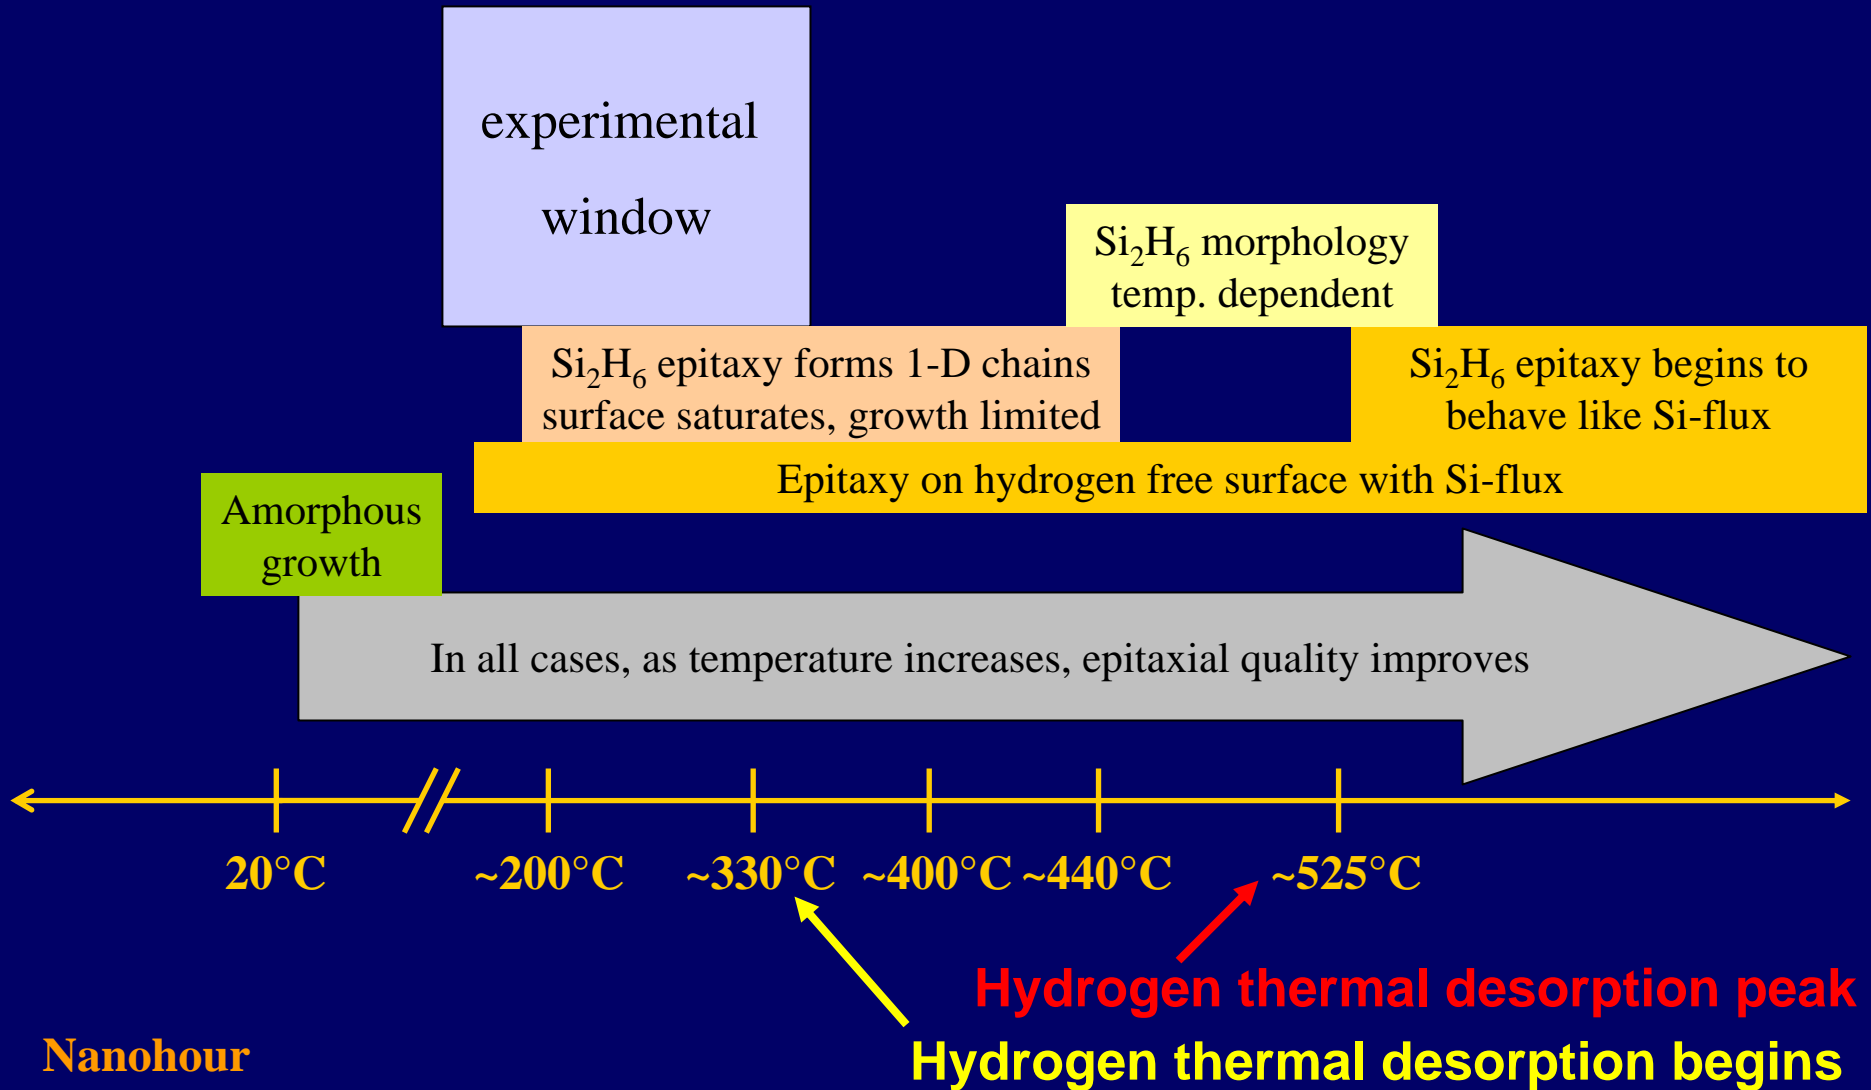 experimental
window
Si₂H₆ morphology
temp. dependent
Si₂H₆ epitaxy forms 1-D chains
surface saturates, growth limited
Si₂H₆ epitaxy begins to
behave like Si-flux
Epitaxy on hydrogen free surface with Si-flux
Amorphous
growth
In all cases, as temperature increases, epitaxial quality improves
20°C ~200°C ~330°C ~400°C ~440°C ~525°C
Hydrogen thermal desorption peak
Hydrogen thermal desorption begins
Nanohour